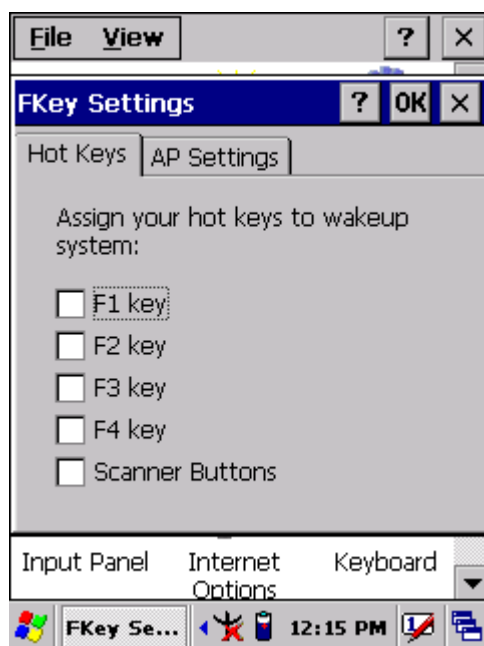 File View ? ×
FKey Settings ? OK ×
Hot Keys AP Settings
Assign your hot keys to wakeup
system:
F1 key
F2 key
F3 key
F4 key
Scanner Buttons
Input Panel Internet Options Keyboard
FKey Se... 12:15 PM